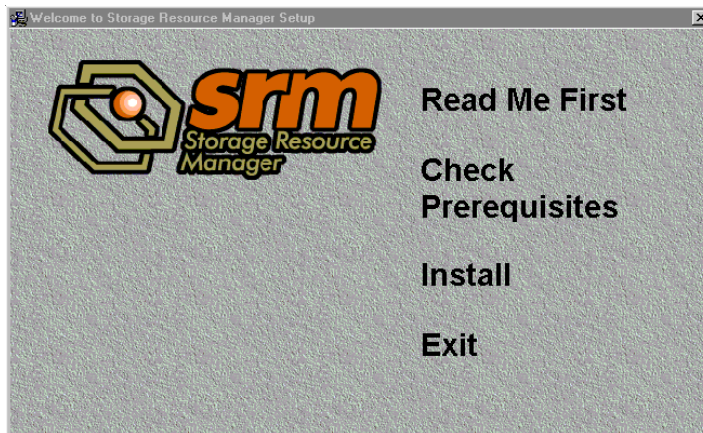 Welcome to Storage Resource Manager Setup
srm
Storage Resource
Manager
Read Me First
Check
Prerequisites
Install
Exit